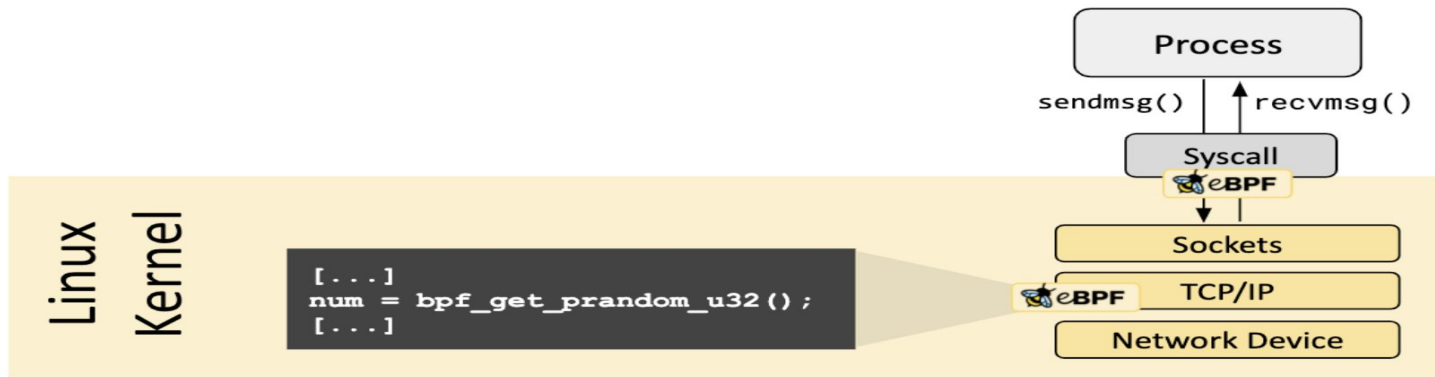 Process
sendmsg() recvmsg()
Syscall
eBPF
Linux
Kernel
Sockets
[...]
num = bpf_get_prandom_u32();
[...]
eBPF
TCP/IP
Network Device